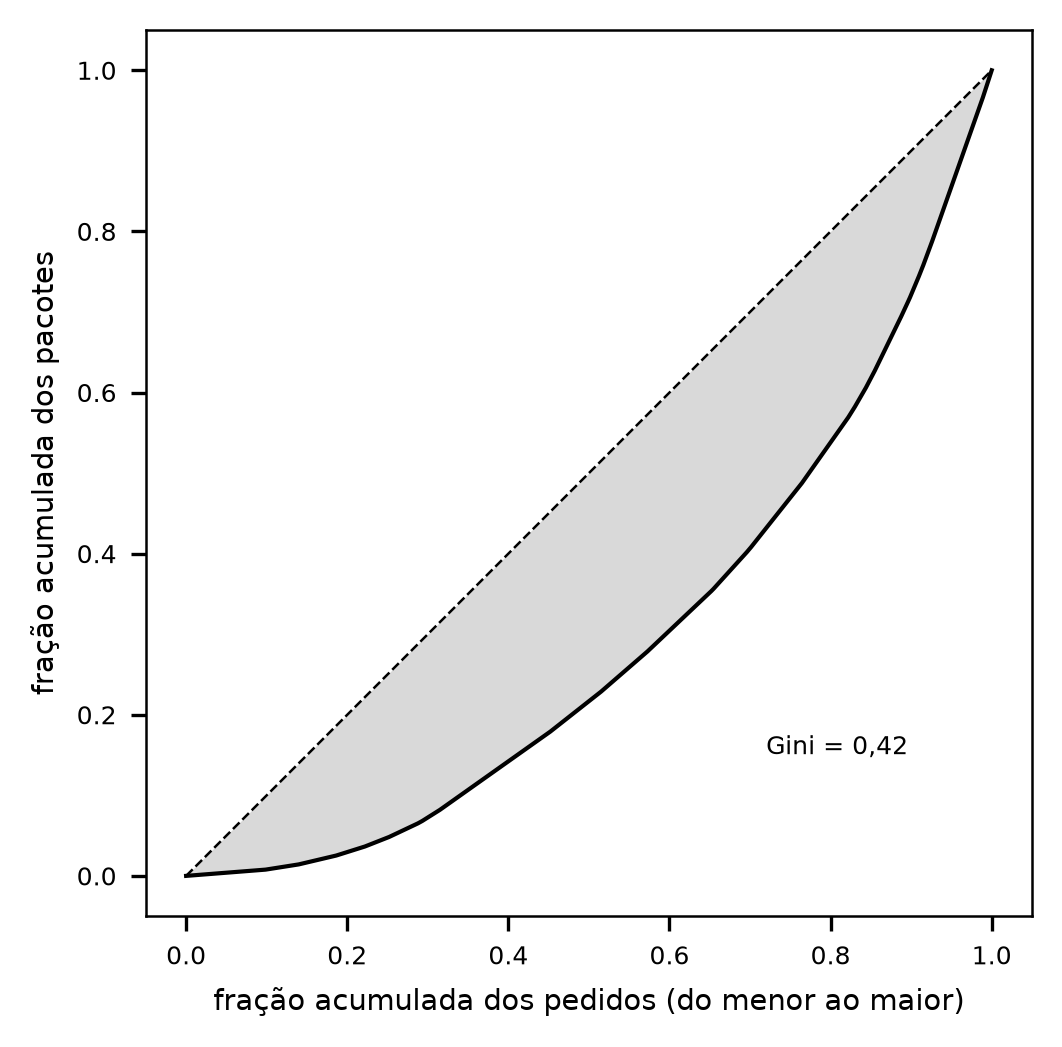 fração acumulada dos pacotes
1.0
0.8
0.6
0.4
0.2
0.0
Gini = 0,42
0.0 0.2 0.4 0.6 0.8 1.0
fração acumulada dos pedidos (do menor ao maior)